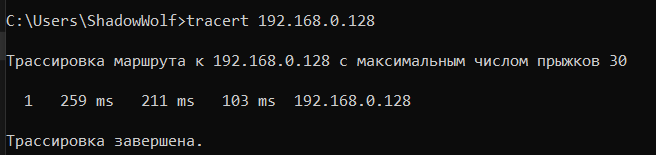 C:\Users\ShadowWolf>tracert 192.168.0.128
Трассировка маршрута к 192.168.0.128 с максимальным числом прыжков 30
1 259 ms 211 ms 103 ms 192.168.0.128
Трассировка завершена.